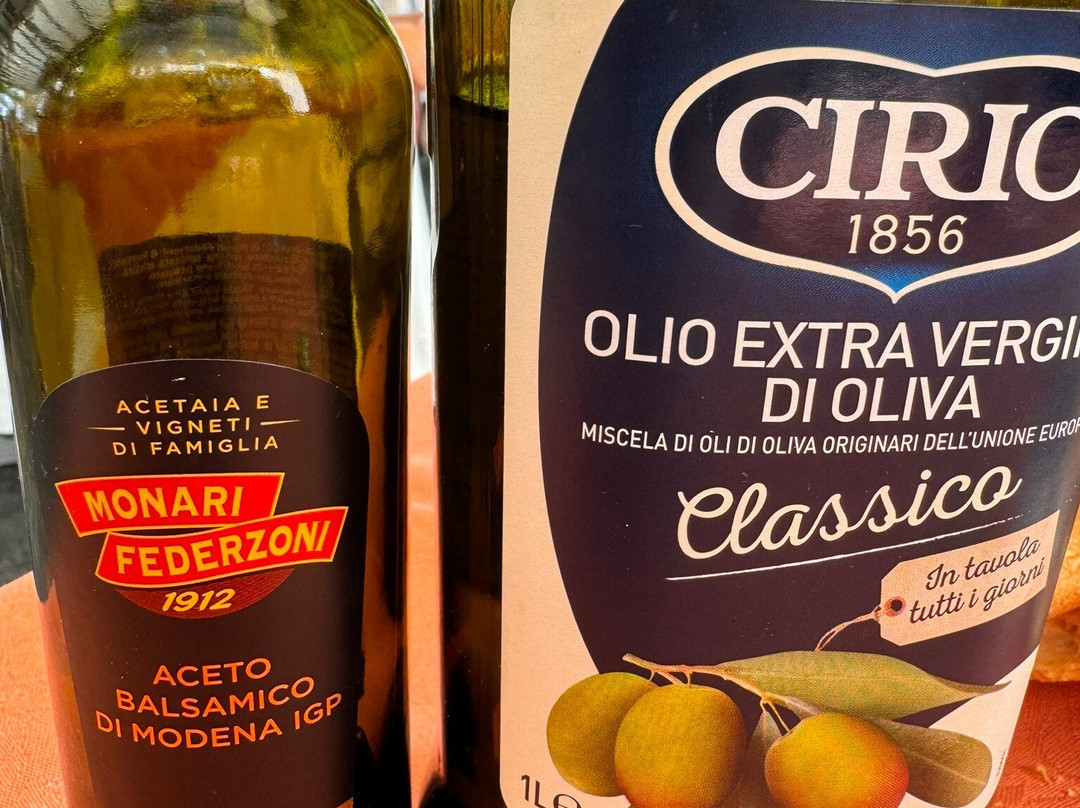 ACETAIA E
VIGNETI
DI FAMIGLIA
MONARI
FEDERZONI
1912
ACETO
BALSAMICO
DI MODENA IGP
CIRIO
1856
OLIO EXTRA VERGI
DI OLIVA
MISCELA DI OLI DI OLIVA ORIGINARI DELL'UNIONE EUROP
Classico
In tavola
tutti i giorni
1L℮